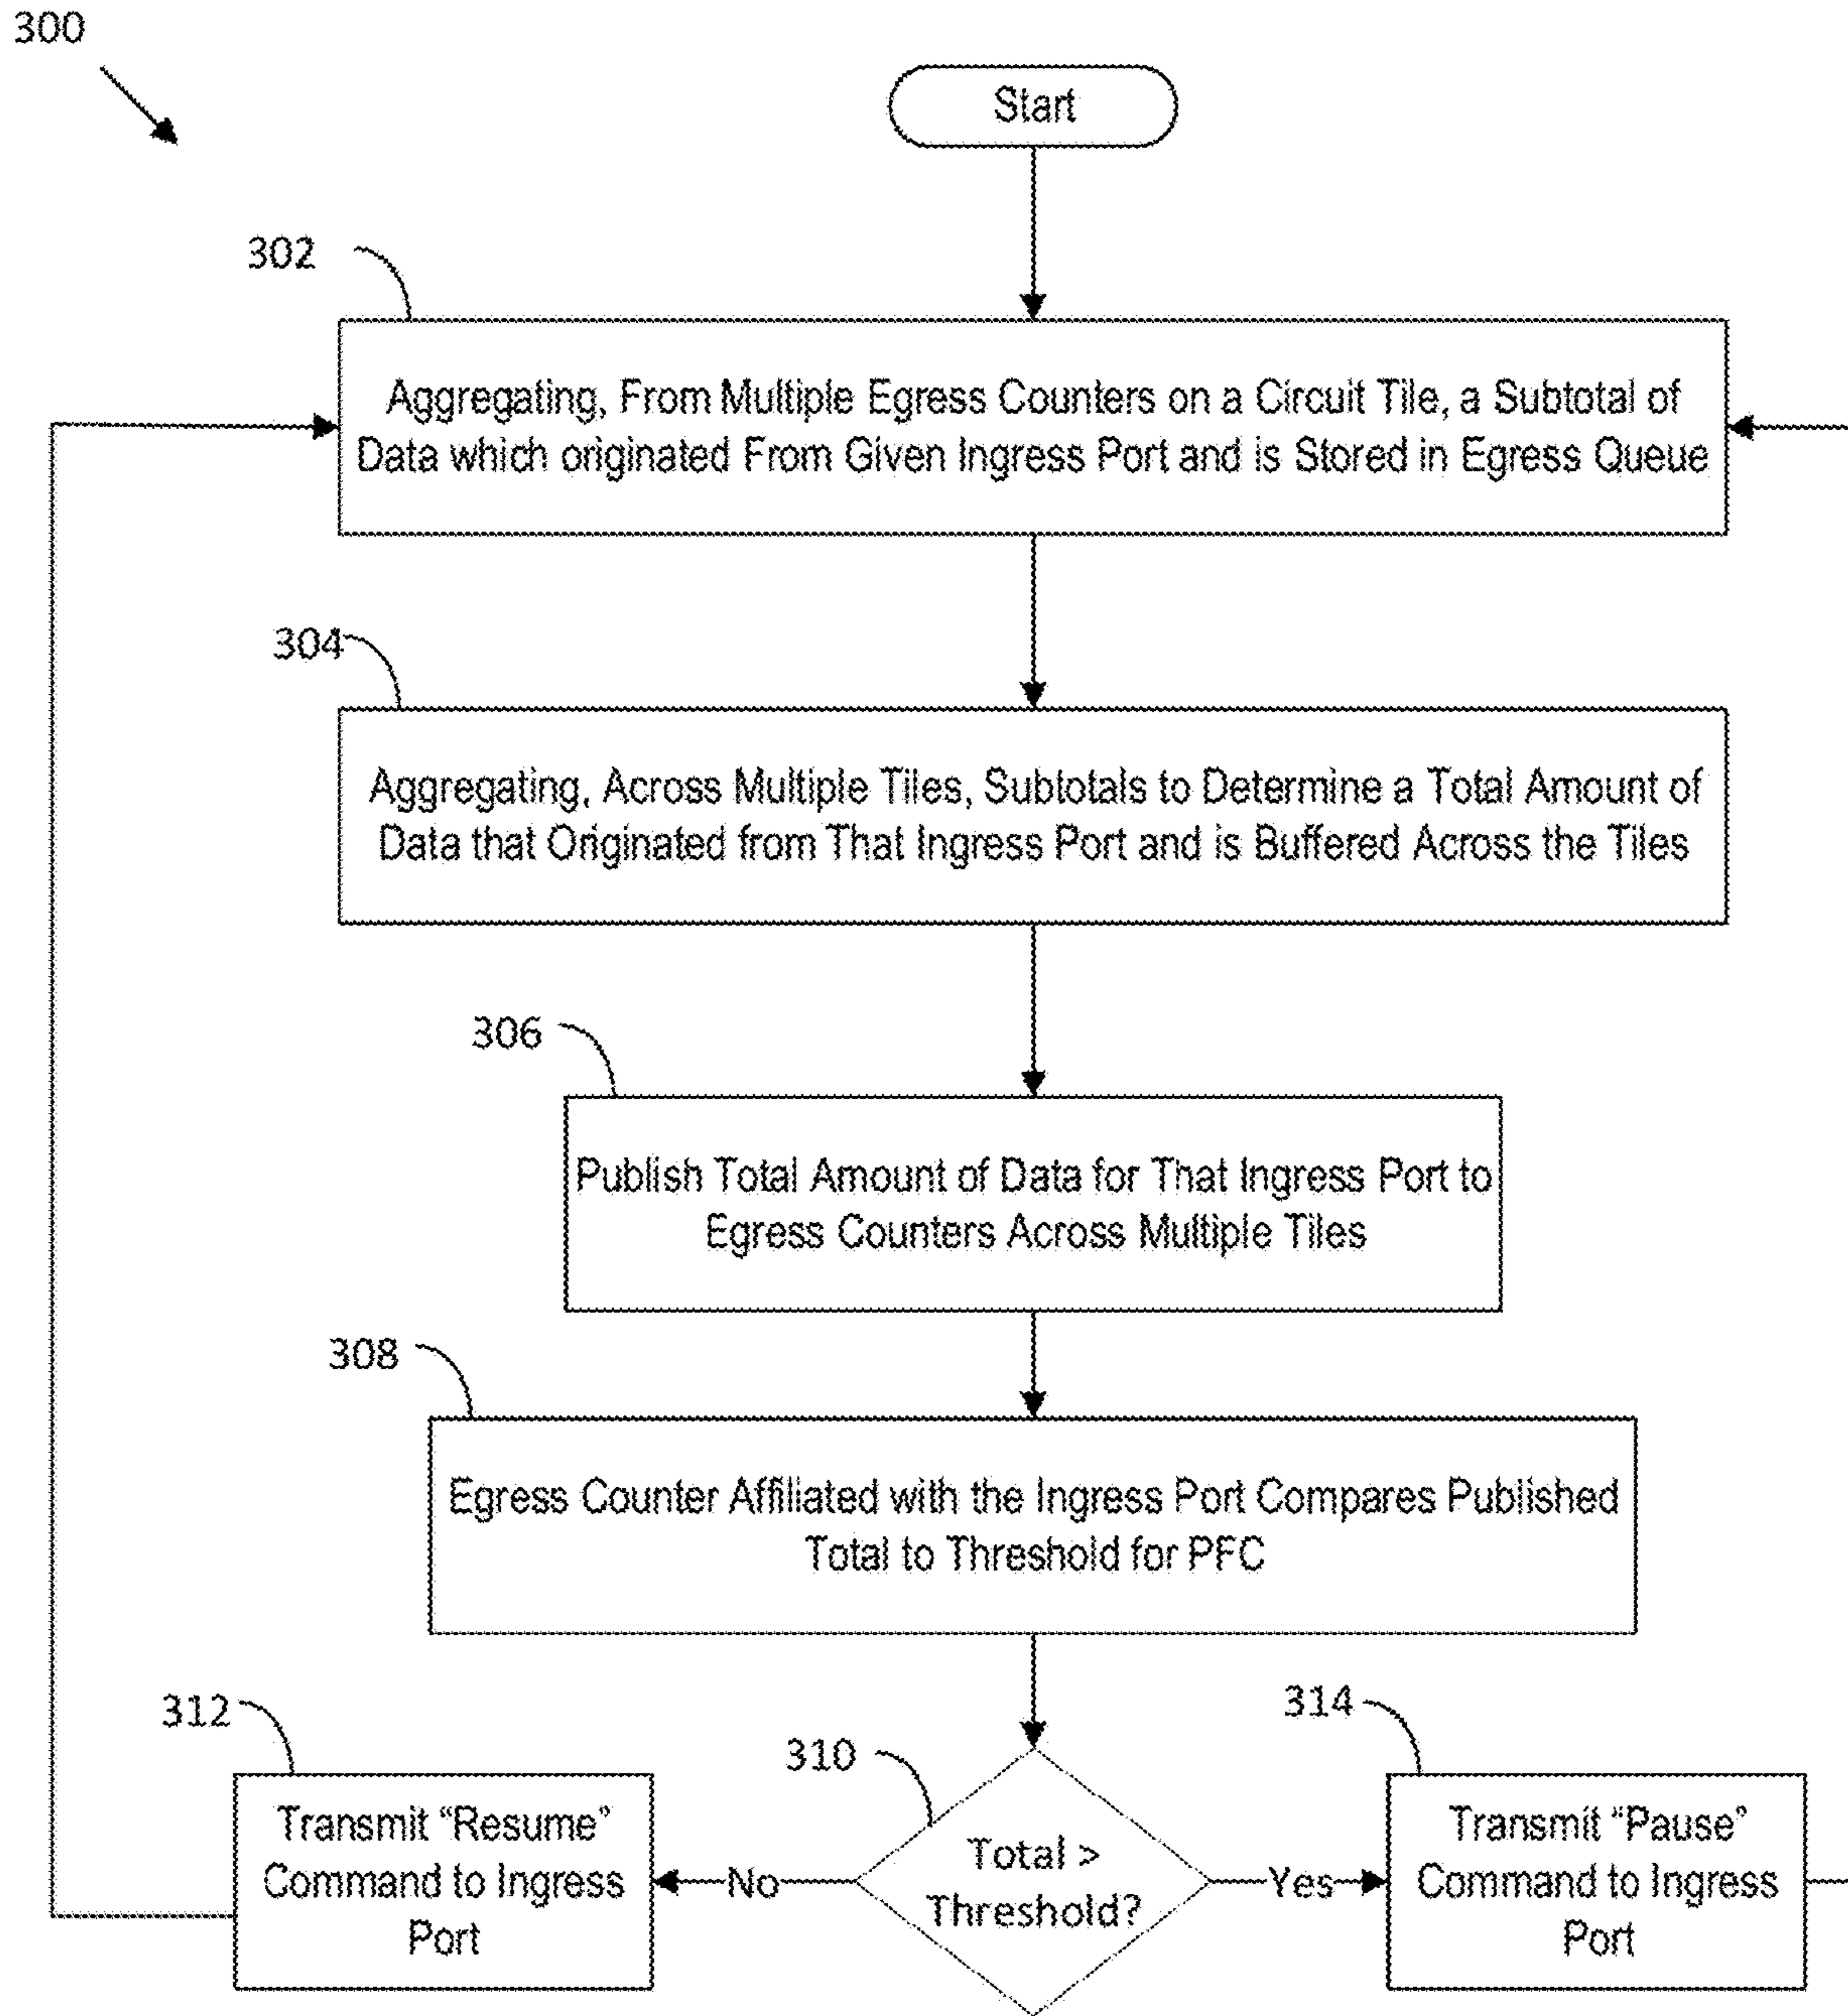 300
Start
302
Aggregating, From Multiple Egress Counters on a Circuit Tile, a Subtotal of
Data which originated From Given Ingress Port and is Stored in Egress Queue
304
Aggregating, Across Multiple Tiles, Subtotals to Determine a Total Amount of
Data that Originated from That Ingress Port and is Buffered Across the Tiles
306
Publish Total Amount of Data for That Ingress Port to
Egress Counters Across Multiple Tiles
308
Egress Counter Affiliated with the Ingress Port Compares Published
Total to Threshold for PFC
310
Total >
Threshold?
No
Yes
312
Transmit “Resume”
Command to Ingress
Port
314
Transmit “Pause”
Command to Ingress
Port